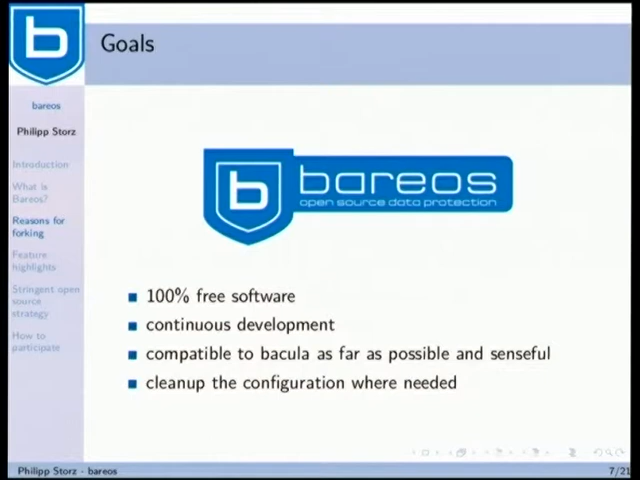 b
Goals
bareos
Philipp Storz
Introduction
What is
Bareos?
Reasons for
forking
Feature
highlights
Stringent open
source
strategy
How to
participate
b bareos
open source data protection
100% free software
continuous development
compatible to bacula as far as possible and senseful
cleanup the configuration where needed
Philipp Storz - bareos
7/21